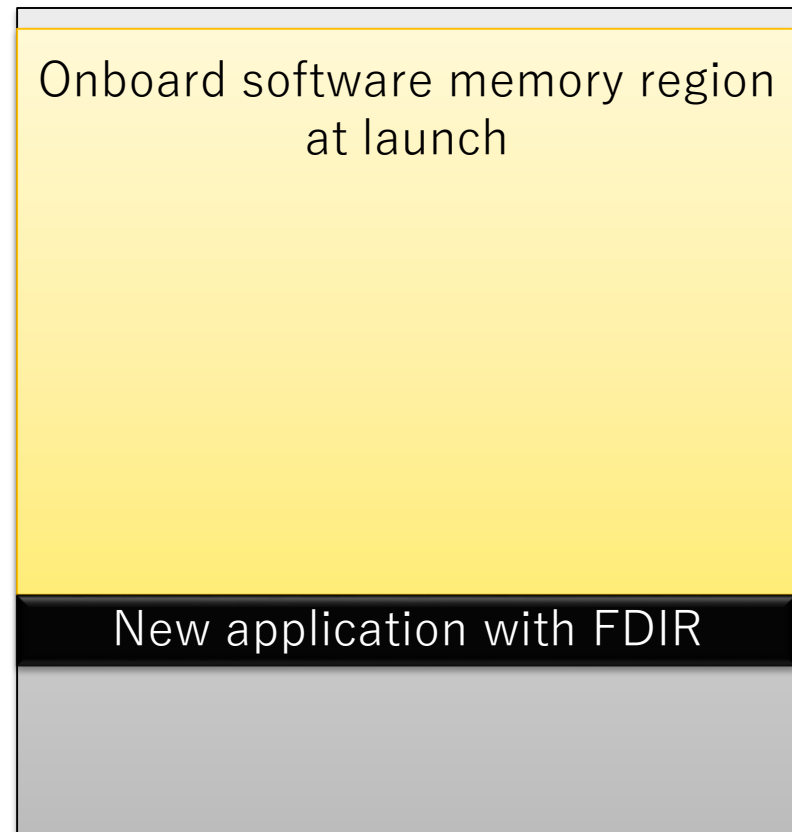 Onboard software memory region
at launch
New application with FDIR